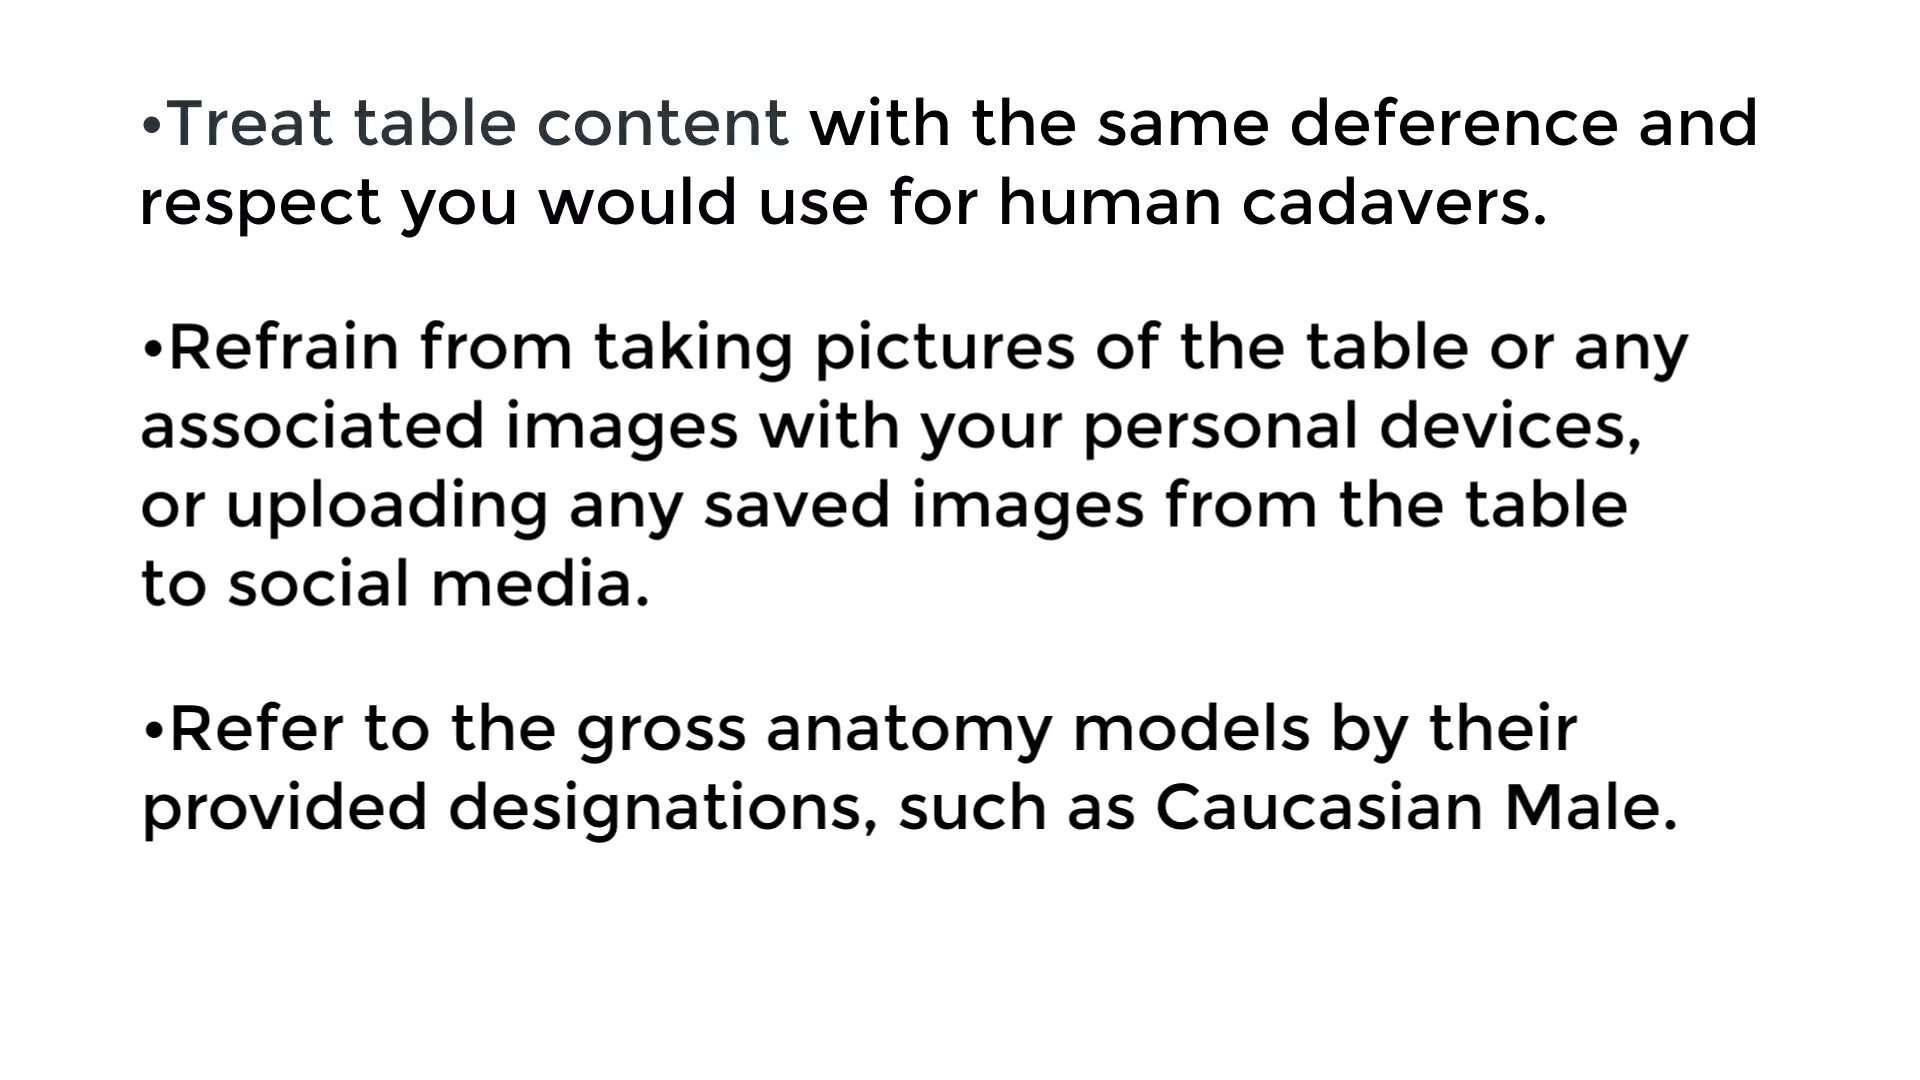 •Treat table content with the same deference and
respect you would use for human cadavers.
•Refrain from taking pictures of the table or any
associated images with your personal devices,
or uploading any saved images from the table
to social media.
•Refer to the gross anatomy models by their
provided designations, such as Caucasian Male.